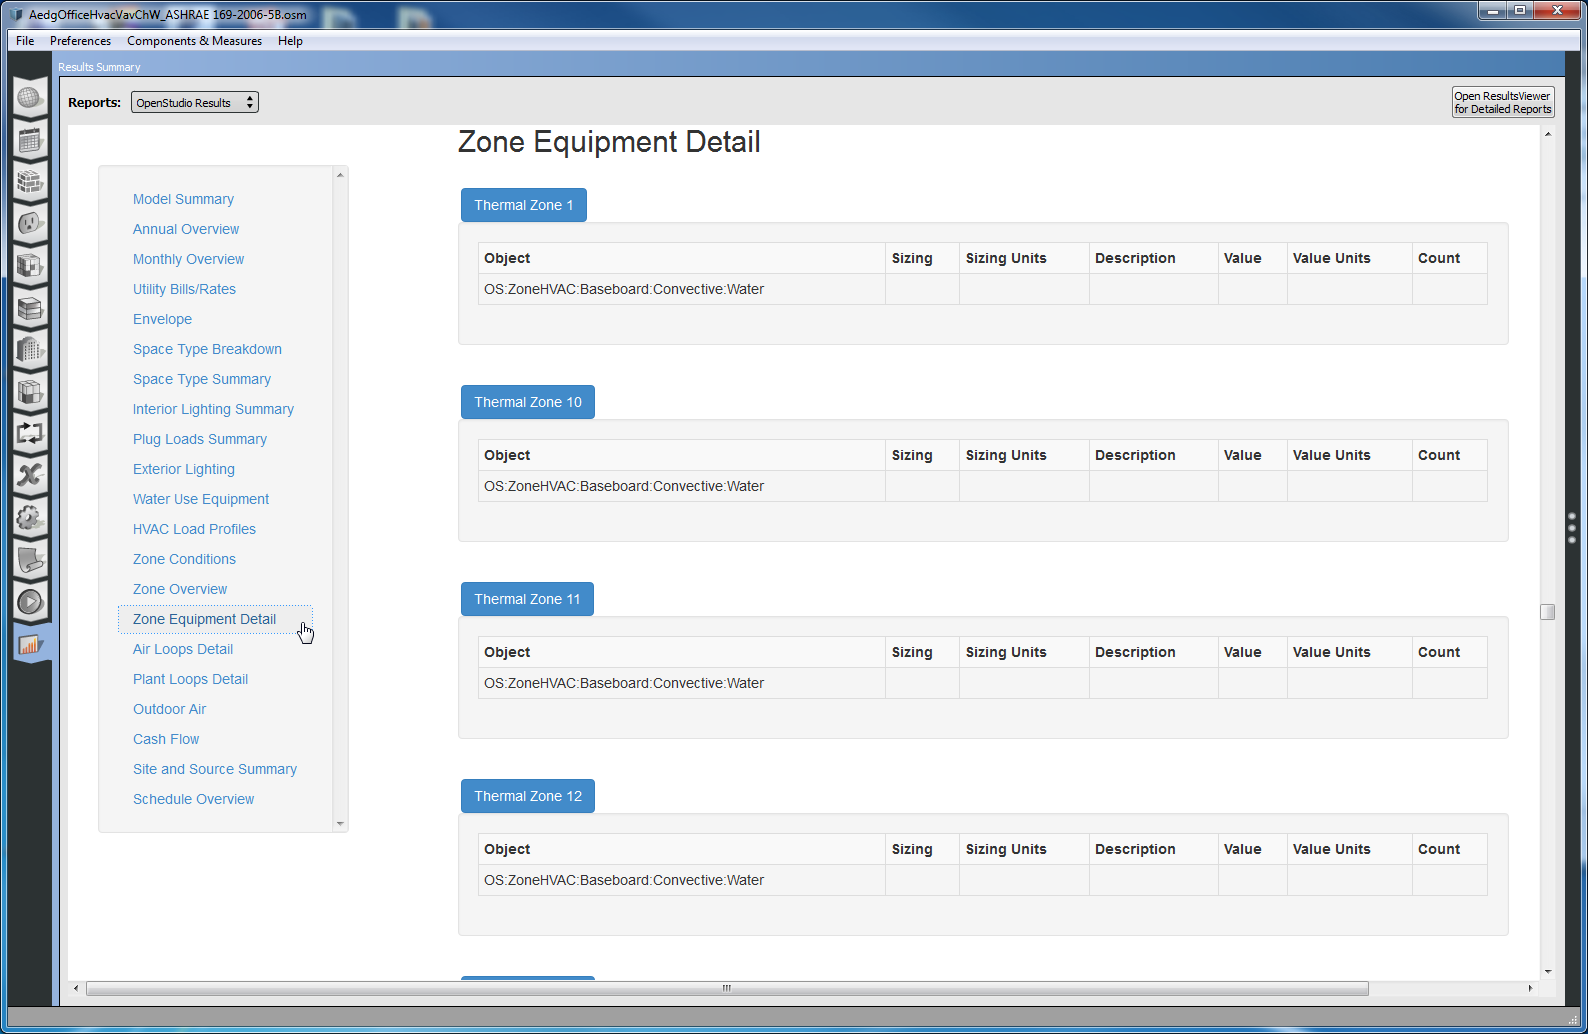 AedgOfficeHvacVavChW_ASHRAE 169-2006-5B.osm
File Preferences Components & Measures Help
Results Summary
Reports: OpenStudio Results
Open ResultsViewer
for Detailed Reports
Model Summary
Annual Overview
Monthly Overview
Utility Bills/Rates
Envelope
Space Type Breakdown
Space Type Summary
Interior Lighting Summary
Plug Loads Summary
Exterior Lighting
Water Use Equipment
HVAC Load Profiles
Zone Conditions
Zone Overview
Zone Equipment Detail
Air Loops Detail
Plant Loops Detail
Outdoor Air
Cash Flow
Site and Source Summary
Schedule Overview
Zone Equipment Detail
Thermal Zone 1
Object Sizing Sizing Units Description Value Value Units Count
OS:ZoneHVAC:Baseboard:Convective:Water
Thermal Zone 10
Object Sizing Sizing Units Description Value Value Units Count
OS:ZoneHVAC:Baseboard:Convective:Water
Thermal Zone 11
Object Sizing Sizing Units Description Value Value Units Count
OS:ZoneHVAC:Baseboard:Convective:Water
Thermal Zone 12
Object Sizing Sizing Units Description Value Value Units Count
OS:ZoneHVAC:Baseboard:Convective:Water